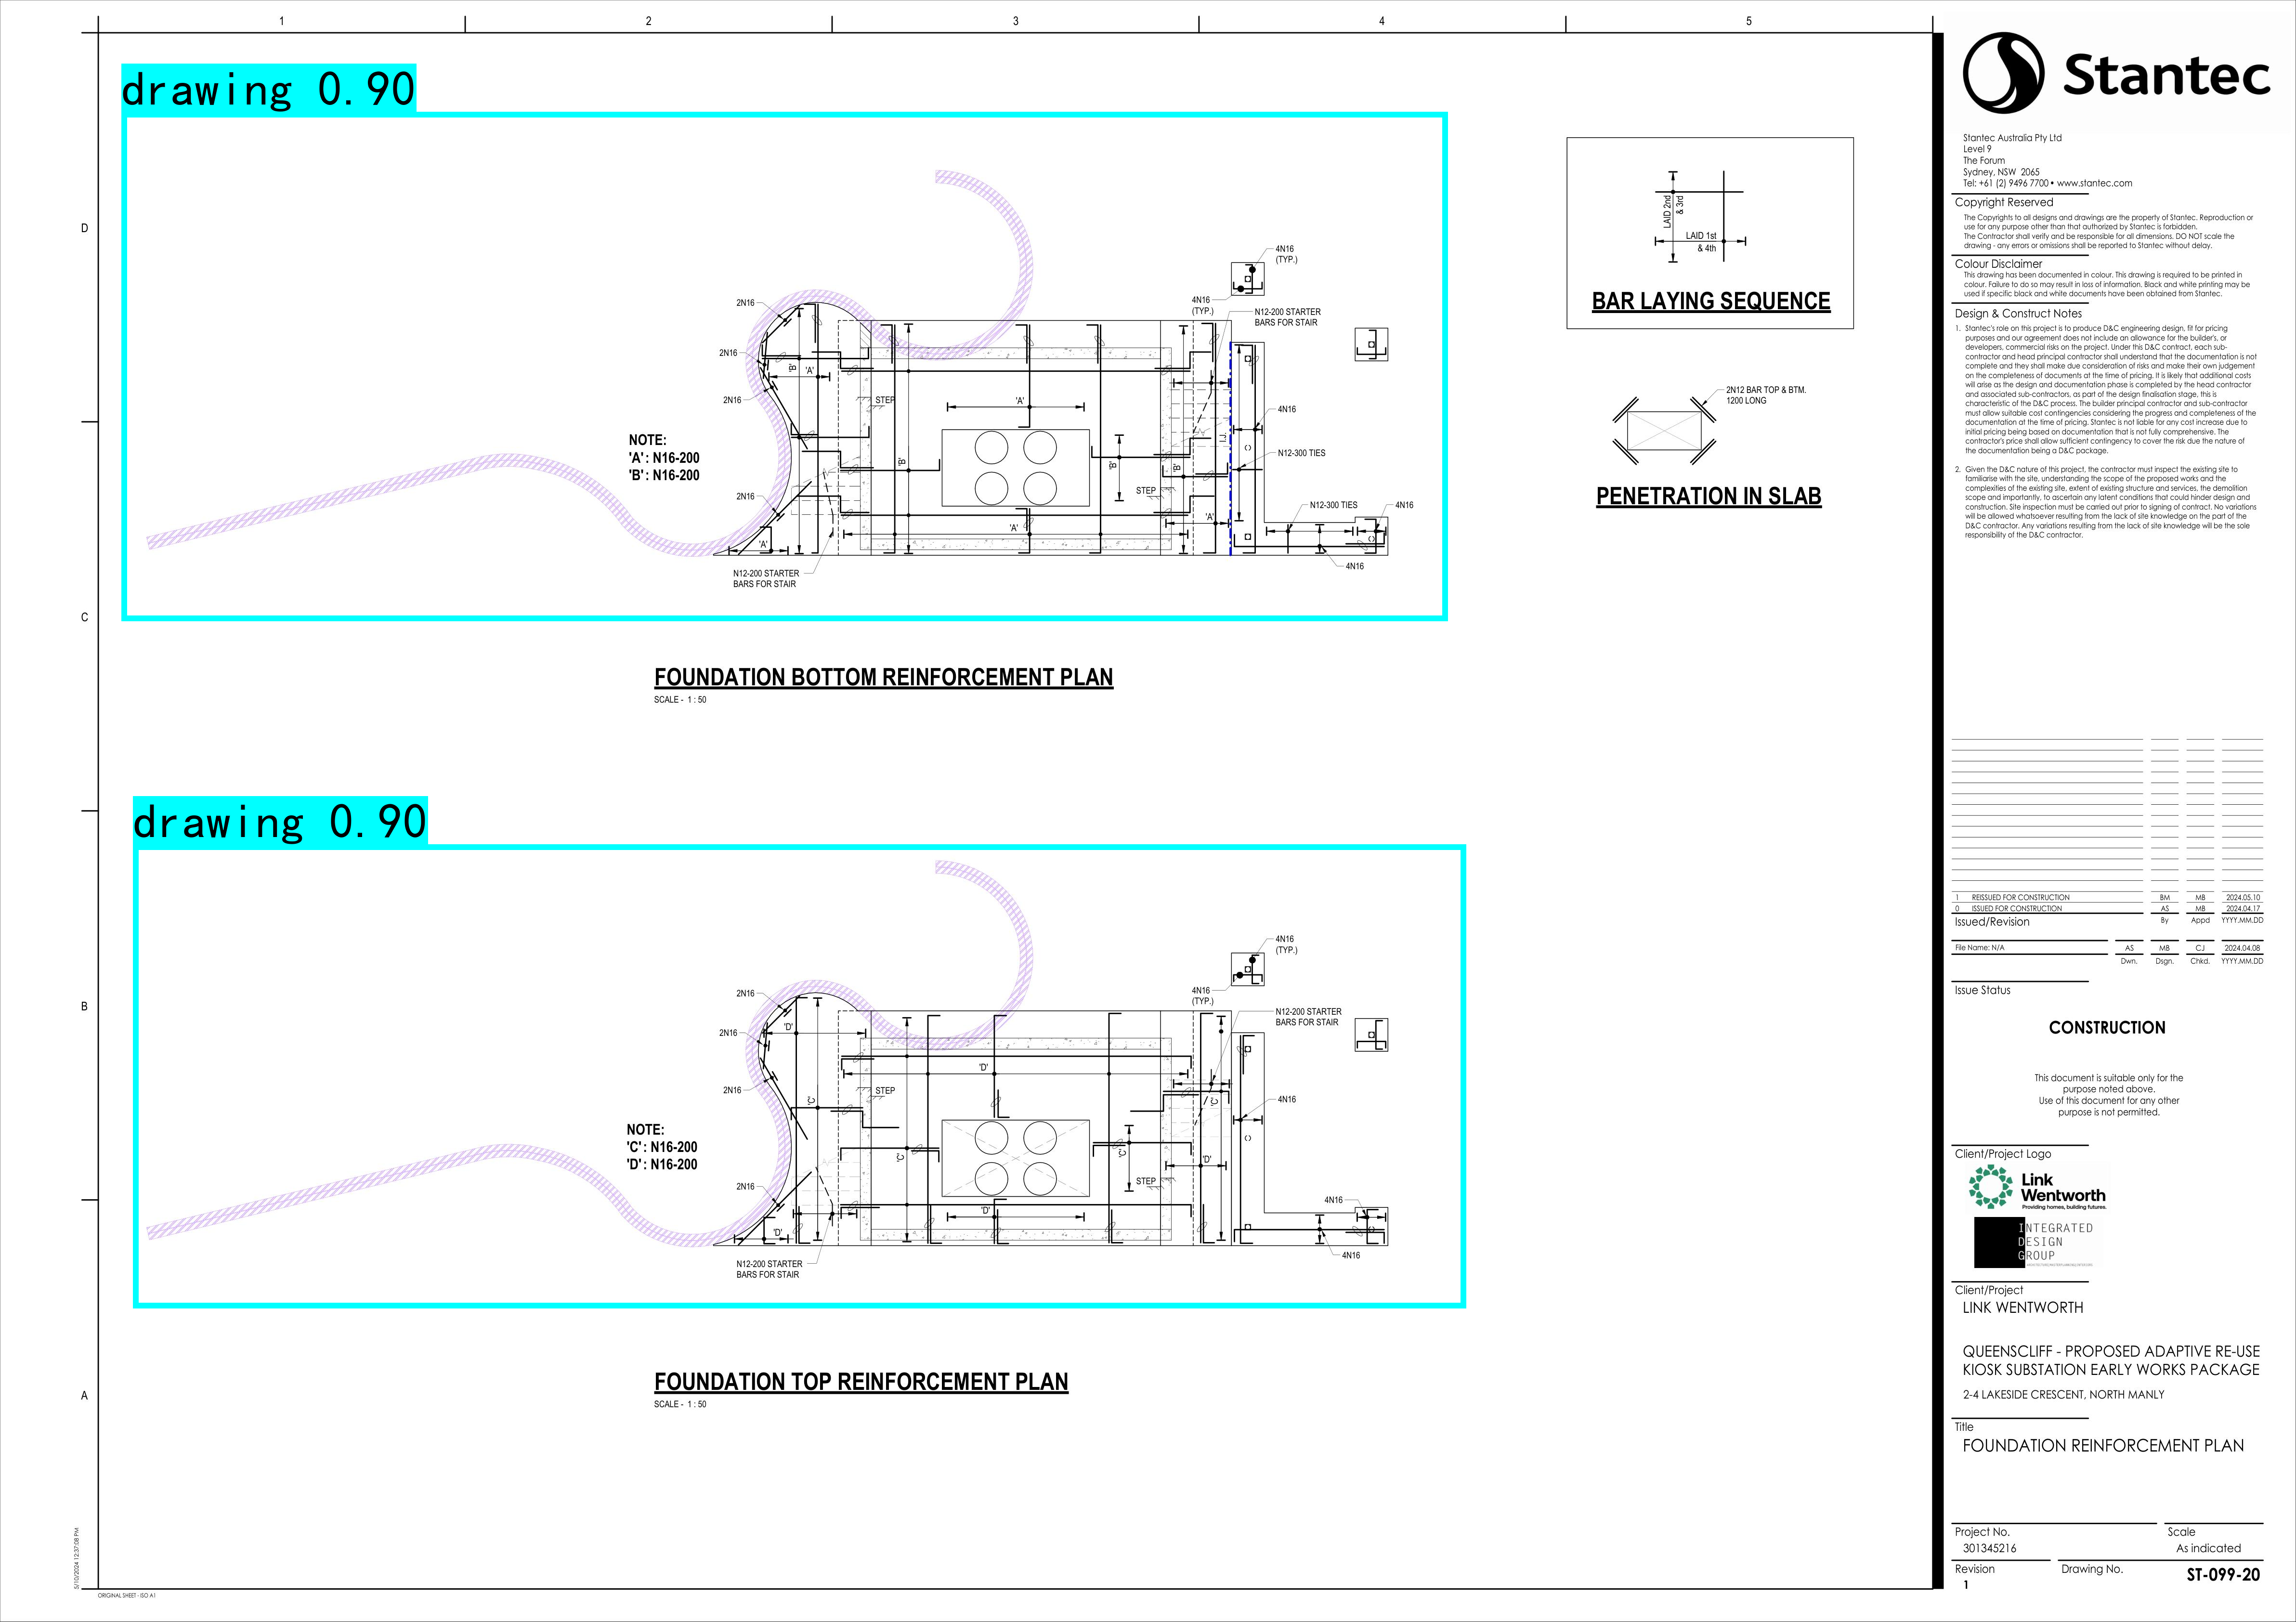 1
2
3
4
5
D
C
B
A
drawing 0.90
4N16
(TYP.)
4N16
(TYP.)
N12-200 STARTER
BARS FOR STAIR
2N16
2N16
2N16
2N16
'A'
'B'
STEP
'A'
'B'
'B'
'B'
STEP
'A'
'A'
'A'
I.J.
4N16
N12-300 TIES
N12-300 TIES
4N16
4N16
NOTE:
'A': N16-200
'B': N16-200
N12-200 STARTER
BARS FOR STAIR
FOUNDATION BOTTOM REINFORCEMENT PLAN
SCALE - 1 : 50
LAID 2nd
& 3rd
LAID 1st
& 4th
BAR LAYING SEQUENCE
2N12 BAR TOP & BTM.
1200 LONG
PENETRATION IN SLAB
drawing 0.90
4N16
(TYP.)
4N16
(TYP.)
N12-200 STARTER
BARS FOR STAIR
2N16
2N16
2N16
2N16
'D'
'C'
'D'
STEP
'C'
'C'
'C'
STEP
'D'
'D'
'D'
4N16
4N16
4N16
NOTE:
'C': N16-200
'D': N16-200
N12-200 STARTER
BARS FOR STAIR
FOUNDATION TOP REINFORCEMENT PLAN
SCALE - 1 : 50
5/10/2024 12:37:08 PM
ORIGINAL SHEET - ISO A1
Stantec
Stantec Australia Pty Ltd
Level 9
The Forum
Sydney, NSW 2065
Tel: +61 (2) 9496 7700 • www.stantec.com
Copyright Reserved
The Copyrights to all designs and drawings are the property of Stantec. Reproduction or
use for any purpose other than that authorized by Stantec is forbidden.
The Contractor shall verify and be responsible for all dimensions. DO NOT scale the
drawing - any errors or omissions shall be reported to Stantec without delay.
Colour Disclaimer
This drawing has been documented in colour. This drawing is required to be printed in
colour. Failure to do so may result in loss of information. Black and white printing may be
used if specific black and white documents have been obtained from Stantec.
Design & Construct Notes
1. Stantec's role on this project is to produce D&C engineering design, fit for pricing
purposes and our agreement does not include an allowance for the builder's, or
developers, commercial risks on the project. Under this D&C contract, each sub-
contractor and head principal contractor shall understand that the documentation is not
complete and they shall make due consideration of risks and make their own judgement
on the completeness of documents at the time of pricing. It is likely that additional costs
will arise as the design and documentation phase is completed by the head contractor
and associated sub-contractors, as part of the design finalisation stage, this is
characteristic of the D&C process. The builder principal contractor and sub-contractor
must allow suitable cost contingencies considering the progress and completeness of the
documentation at the time of pricing. Stantec is not liable for any cost increase due to
initial pricing being based on documentation that is not fully comprehensive. The
contractor's price shall allow sufficient contingency to cover the risk due the nature of
the documentation being a D&C package.
2. Given the D&C nature of this project, the contractor must inspect the existing site to
familiarise with the site, understanding the scope of the proposed works and the
complexities of the existing site, extent of existing structure and services, the demolition
scope and importantly, to ascertain any latent conditions that could hinder design and
construction. Site inspection must be carried out prior to signing of contract. No variations
will be allowed whatsoever resulting from the lack of site knowledge on the part of the
D&C contractor. Any variations resulting from the lack of site knowledge will be the sole
responsibility of the D&C contractor.
1 REISSUED FOR CONSTRUCTION BM MB 2024.05.10
0 ISSUED FOR CONSTRUCTION AS MB 2024.04.17
Issued/Revision By Appd YYYY.MM.DD
File Name: N/A AS MB CJ 2024.04.08
Dwn. Dsgn. Chkd. YYYY.MM.DD
Issue Status
CONSTRUCTION
This document is suitable only for the
purpose noted above.
Use of this document for any other
purpose is not permitted.
Client/Project Logo
Link
Wentworth
Providing homes, building futures.
INTEGRATED
DESIGN
GROUP
Client/Project
LINK WENTWORTH
QUEENSCLIFF - PROPOSED ADAPTIVE RE-USE
KIOSK SUBSTATION EARLY WORKS PACKAGE
2-4 LAKESIDE CRESCENT, NORTH MANLY
Title
FOUNDATION REINFORCEMENT PLAN
Project No. Scale
301345216 As indicated
Revision Drawing No.
1 ST-099-20